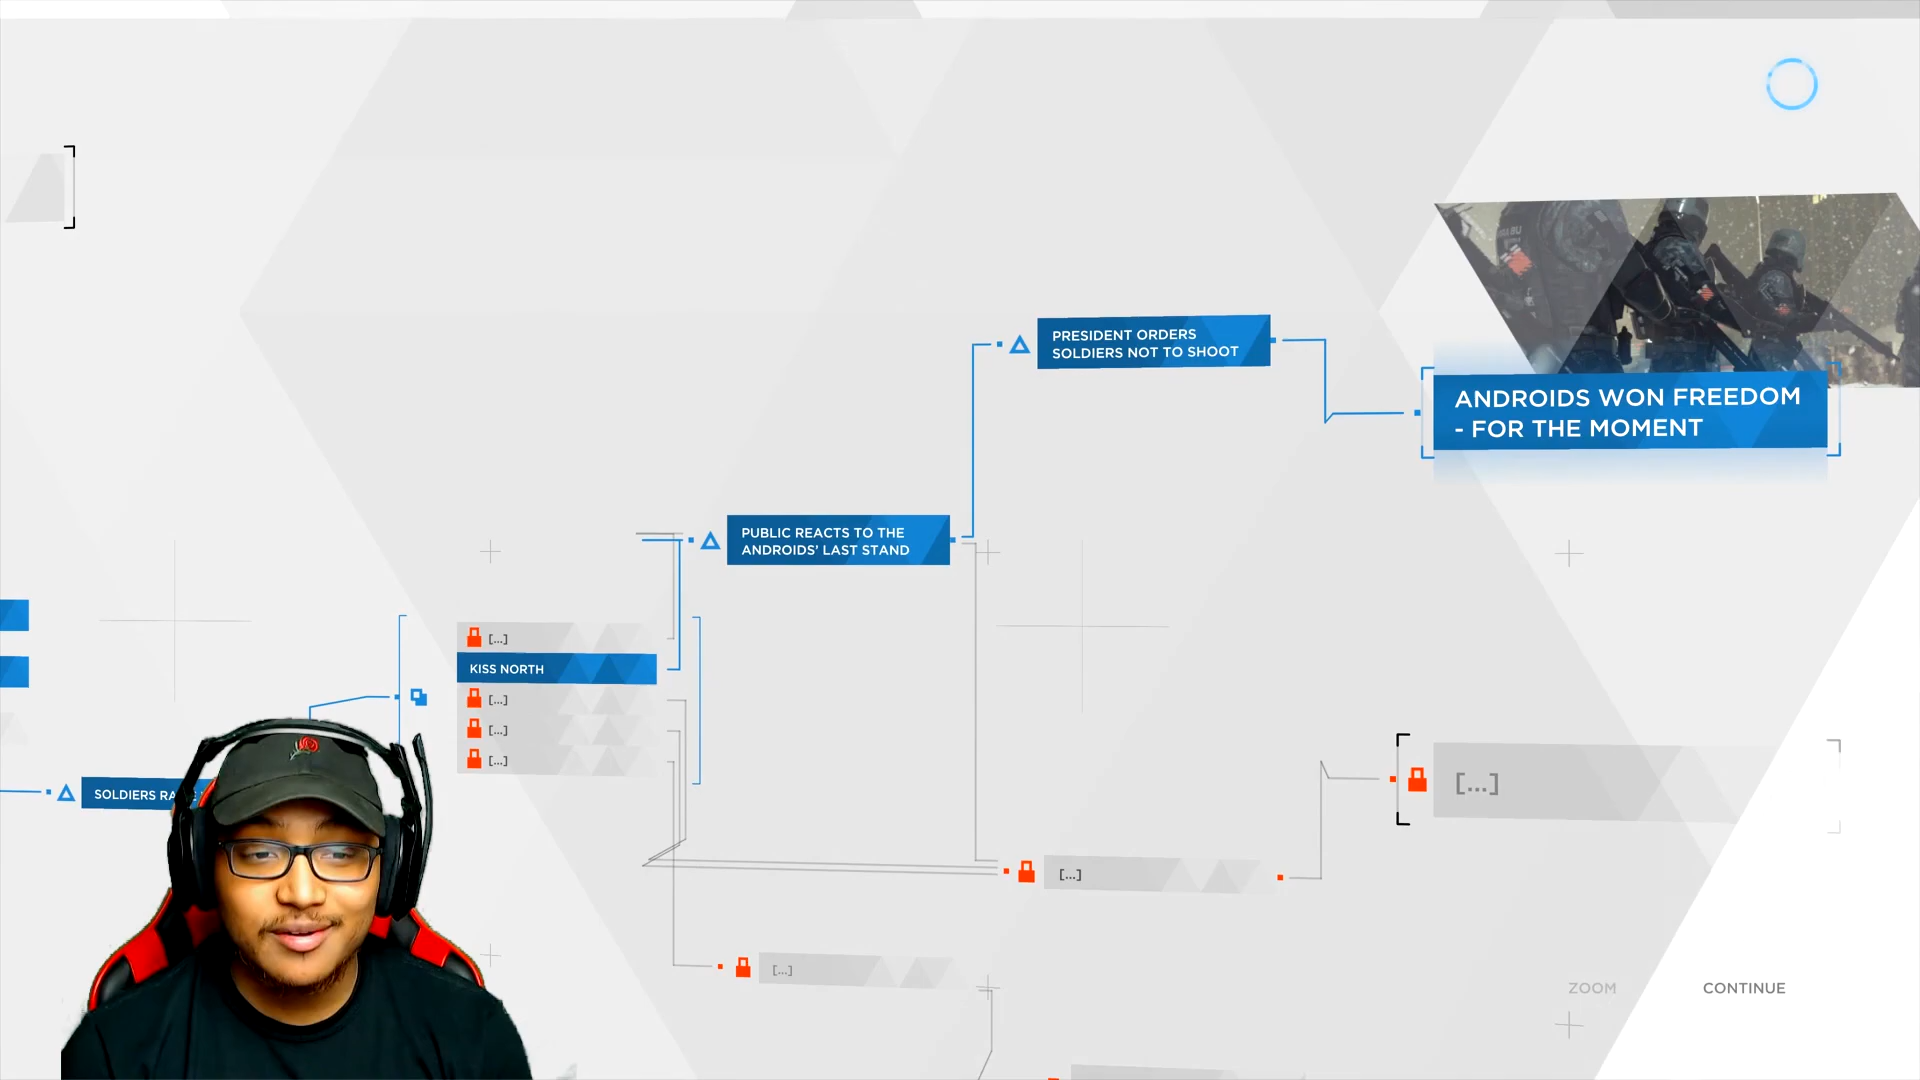 PRESIDENT ORDERS
SOLDIERS NOT TO SHOOT
ANDROIDS WON FREEDOM
- FOR THE MOMENT
PUBLIC REACTS TO THE
ANDROIDS' LAST STAND
[...]
KISS NORTH
[...]
[...]
[...]
SOLDIERS
[...]
[...]
[...]
ZOOM
CONTINUE